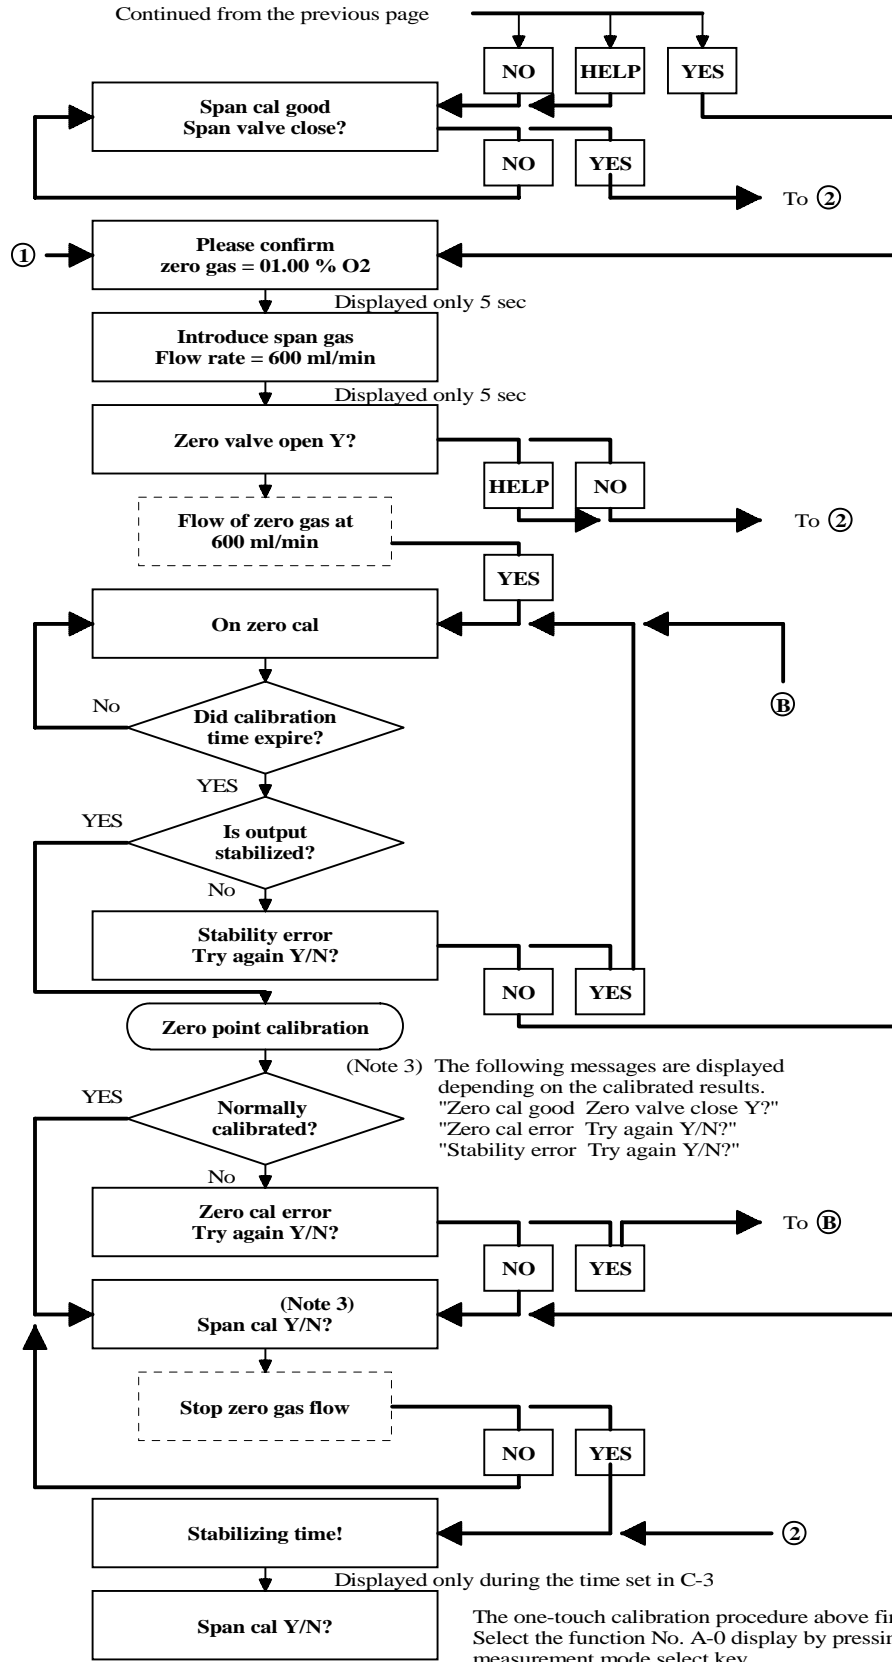 Continued from the previous page
NO
HELP
YES
Span cal good
Span valve close?
NO
YES
To ②
①
Please confirm
zero gas = 01.00 % O2
Displayed only 5 sec
Introduce span gas
Flow rate = 600 ml/min
Displayed only 5 sec
Zero valve open Y?
HELP
NO
Flow of zero gas at
600 ml/min
To ②
YES
On zero cal
Ⓑ
No
Did calibration
time expire?
YES
YES
Is output
stabilized?
No
Stability error
Try again Y/N?
NO
YES
Zero point calibration
(Note 3) The following messages are displayed
depending on the calibrated results.
"Zero cal good Zero valve close Y?"
"Zero cal error Try again Y/N?"
"Stability error Try again Y/N?"
YES
Normally
calibrated?
No
Zero cal error
Try again Y/N?
To Ⓑ
NO
YES
(Note 3)
Span cal Y/N?
Stop zero gas flow
NO
YES
Stabilizing time!
②
Displayed only during the time set in C-3
Span cal Y/N?
The one-touch calibration procedure above
Select the function No. A-0 display by
measurement mode select key